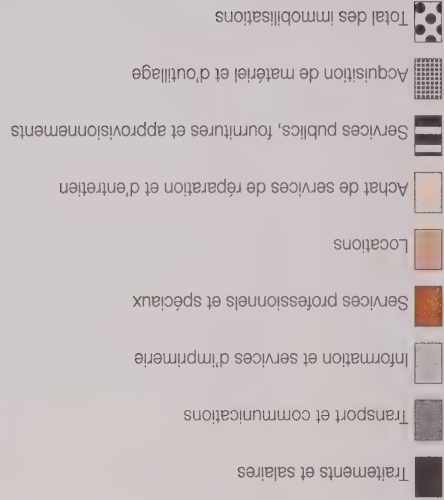 Traitements et salaires
Transport et communications
Information et services d'imprimerie
Services professionnels et spéciaux
Locations
Achat de services de réparation et d'entretien
Services publics, fournitures et approvisionnements
Acquisition de matériel et d'outillage
Total des immobilisations